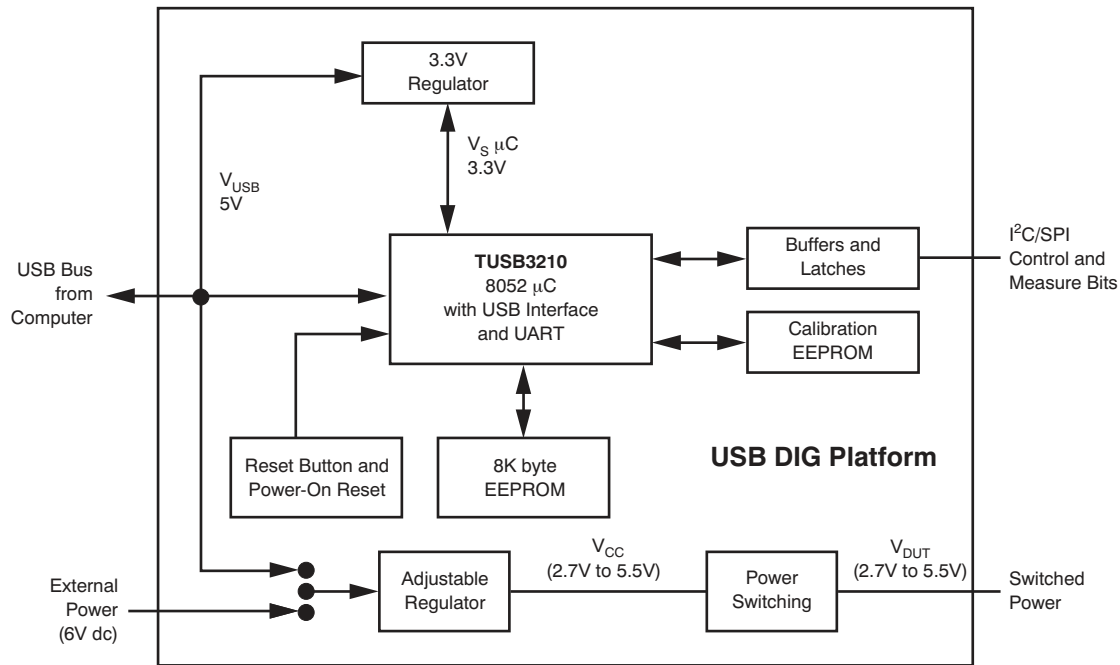 3.3V
Regulator
V_S μC
3.3V
V_USB
5V
USB Bus
from
Computer
TUSB3210
8052 μC
with USB Interface
and UART
Buffers and
Latches
I²C/SPI
Control and
Measure Bits
Calibration
EEPROM
Reset Button and
Power-On Reset
8K byte
EEPROM
USB DIG Platform
External
Power
(6V dc)
Adjustable
Regulator
V_CC
(2.7V to 5.5V)
Power
Switching
V_DUT
(2.7V to 5.5V)
Switched
Power